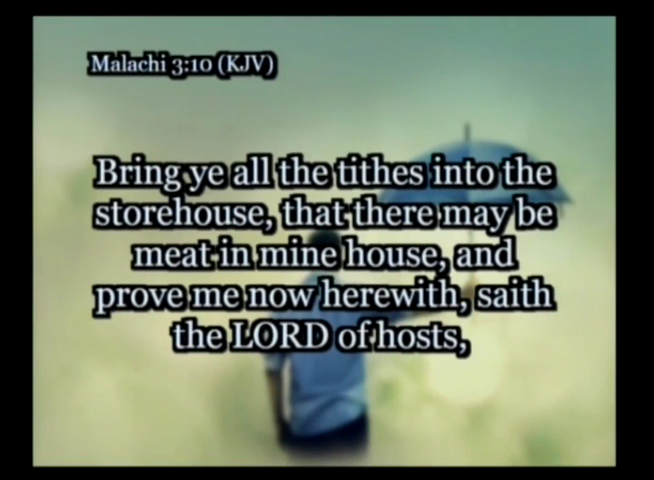 Malachi 3:10 (KJV)
Bring ye all the tithes into the
storehouse, that there may be
meat in mine house, and
prove me now herewith, saith
the LORD of hosts,